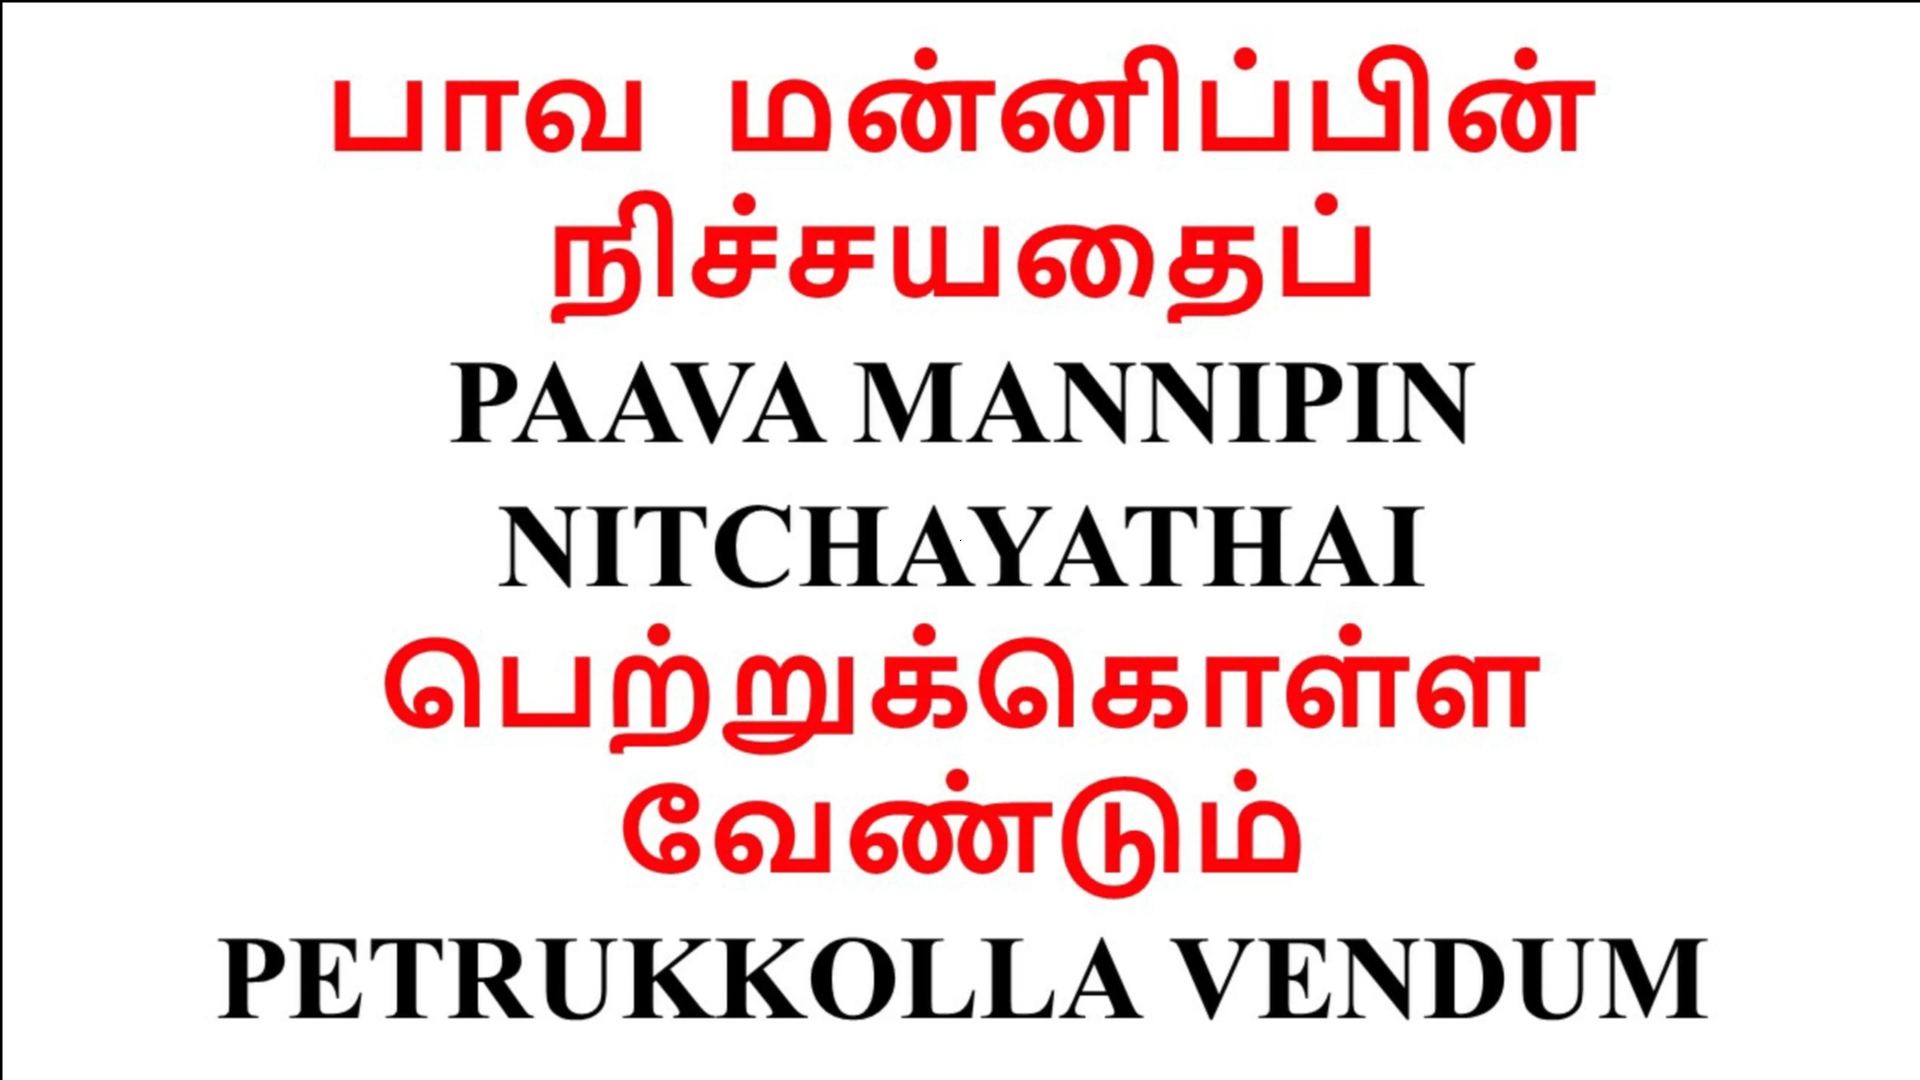 பாவ மன்னிப்பின்
நிச்சயதைப்
PAAVA MANNIPIN
NITCHAYATHAI
பெற்றுக்கொள்ள
வேண்டும்
PETRUKKOLLA VENDUM